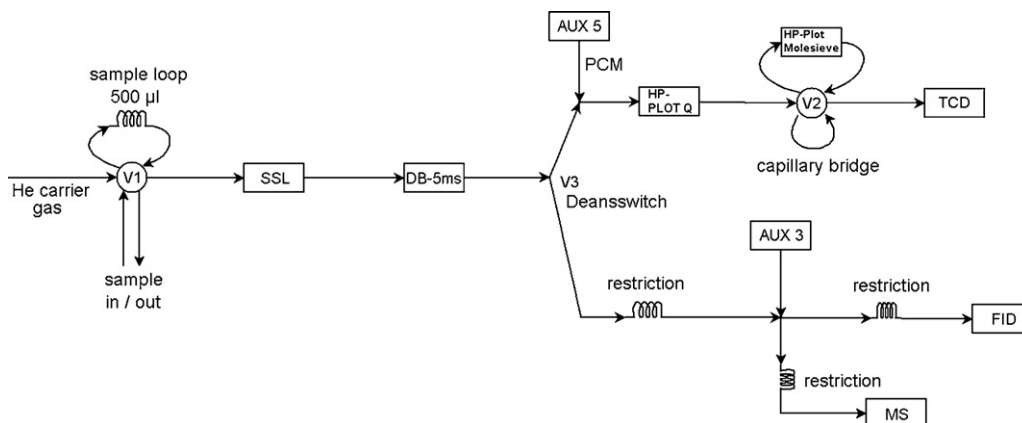 AUX 5
PCM
HP-Plot
Molesieve
sample loop
500 µl
HP-
PLOT Q
V2
TCD
capillary bridge
V1
He carrier
gas
SSL
DB-5ms
V3
Deansswitch
sample
in / out
AUX 3
restriction
restriction
FID
restriction
MS